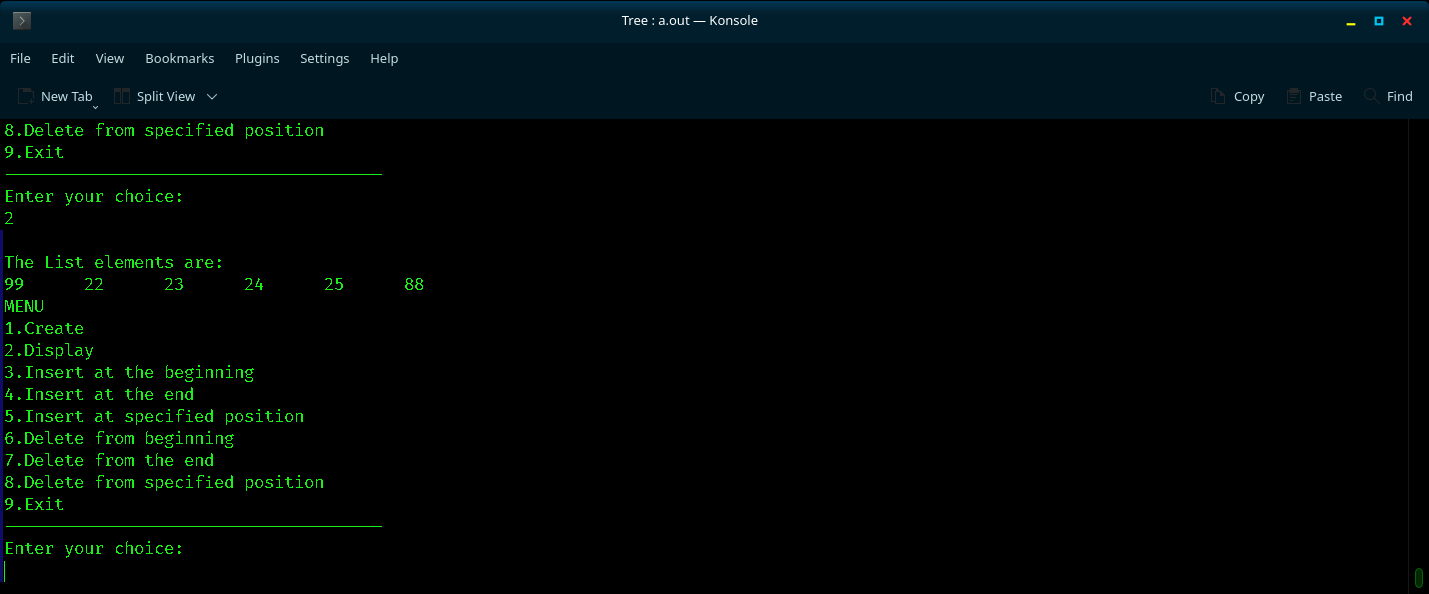 Tree : a.out — Konsole
File Edit View Bookmarks Plugins Settings Help
New Tab Split View Copy Paste Find
8.Delete from specified position
9.Exit
Enter your choice:
2
The List elements are:
99 22 23 24 25 88
MENU
1.Create
2.Display
3.Insert at the beginning
4.Insert at the end
5.Insert at specified position
6.Delete from beginning
7.Delete from the end
8.Delete from specified position
9.Exit
Enter your choice: